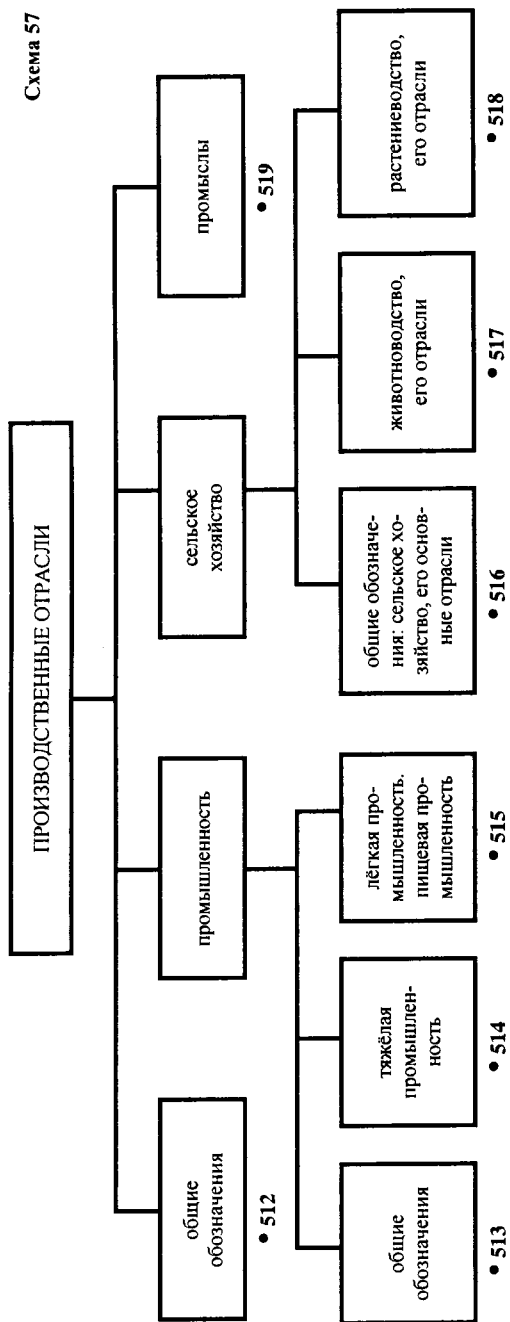 Схема 57
ПРОИЗВОДСТВЕННЫЕ ОТРАСЛИ
общие
обозначения
• 512
промышленность
сельское
хозяйство
промыслы
• 519
общие
обозначения
• 513
тяжёлая
промышлен-
ность
• 514
лёгкая про-
мышленность.
пищевая про-
мышленность
• 515
общие обозначе-
ния: сельское хо-
зяйство, его основ-
ные отрасли
• 516
животноводство,
его отрасли
• 517
растениеводство,
его отрасли
• 518